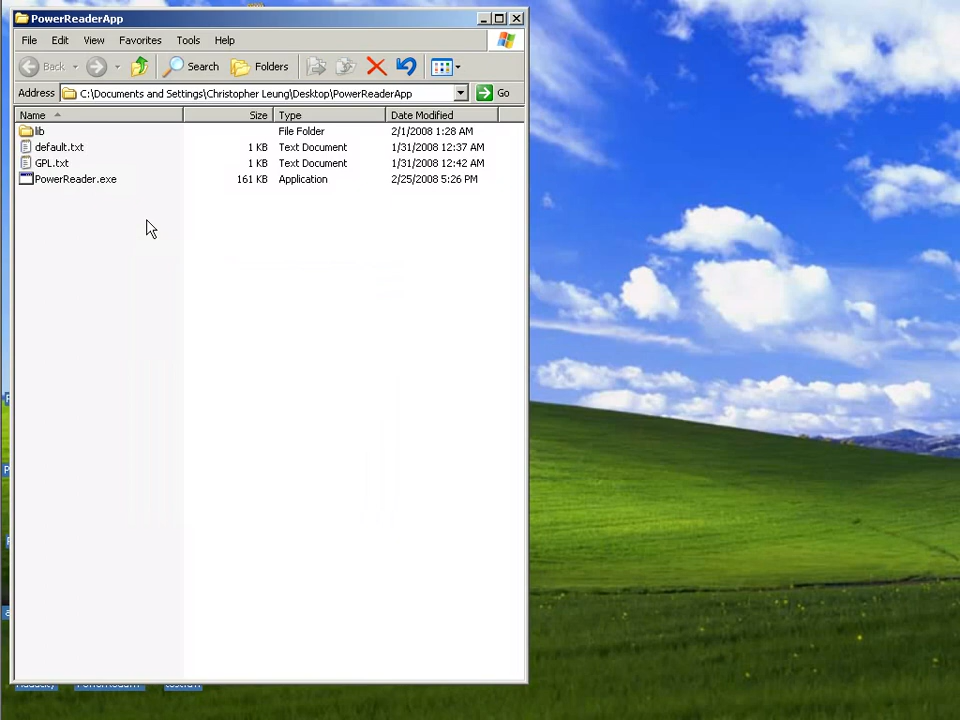 PowerReaderApp
File Edit View Favorites Tools Help
Back Search Folders
Address C:\Documents and Settings\Christopher Leung\Desktop\PowerReaderApp Go
Name Size Type Date Modified
lib File Folder 2/1/2008 1:28 AM
default.txt 1 KB Text Document 1/31/2008 12:37 AM
GPL.txt 1 KB Text Document 1/31/2008 12:42 AM
PowerReader.exe 161 KB Application 2/25/2008 5:26 PM